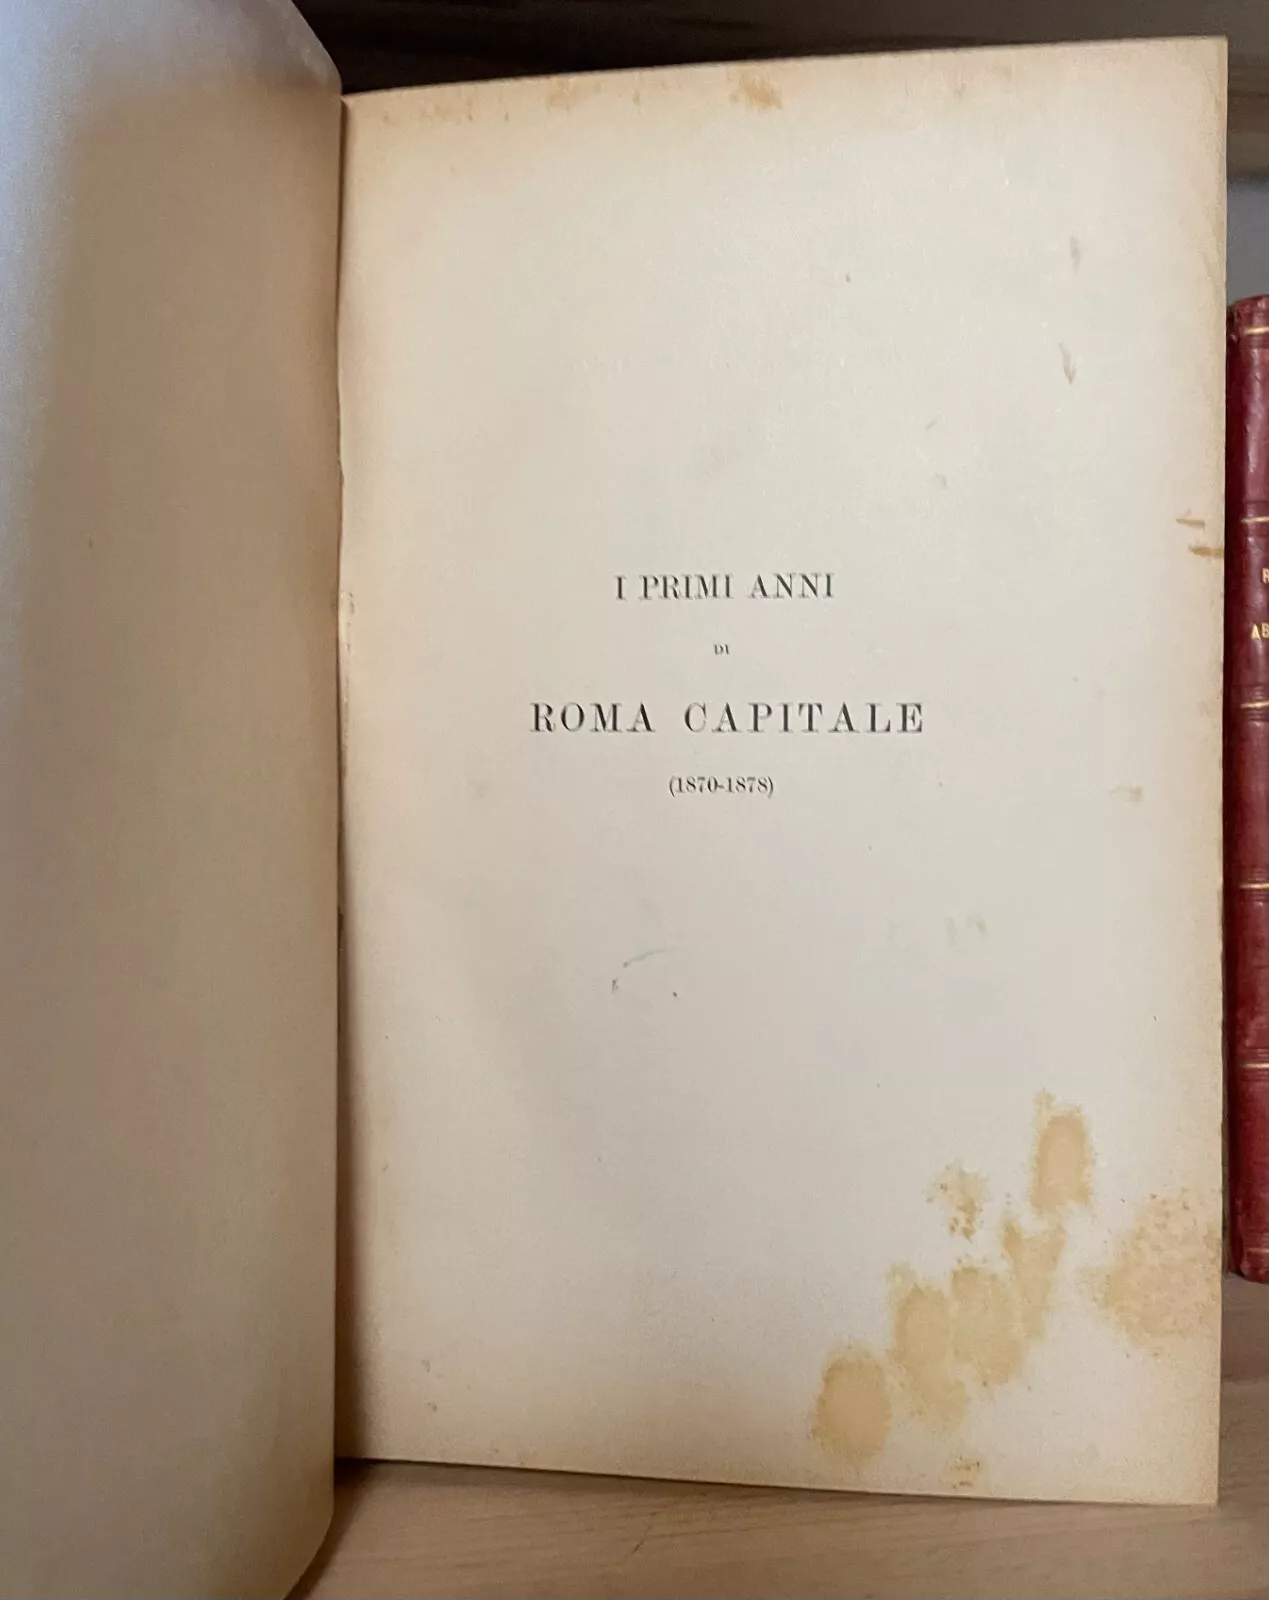 I PRIMI ANNI
DI
ROMA CAPITALE
(1870-1878)